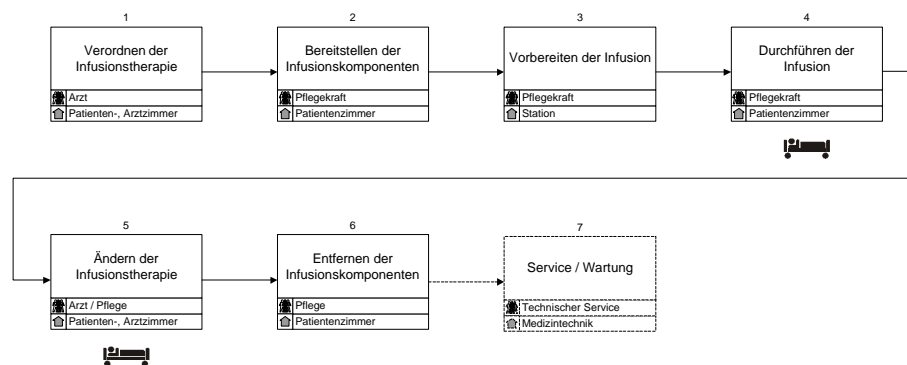 1
Verordnen der
Infusionstherapie
Arzt
Patienten-, Arztzimmer
2
Bereitstellen der
Infusionskomponenten
Pflegekraft
Patientenzimmer
3
Vorbereiten der Infusion
Pflegekraft
Station
4
Durchführen der
Infusion
Pflegekraft
Patientenzimmer
5
Ändern der
Infusionstherapie
Arzt / Pflege
Patienten-, Arztzimmer
6
Entfernen der
Infusionskomponenten
Pflege
Patientenzimmer
7
Service / Wartung
Technischer Service
Medizintechnik